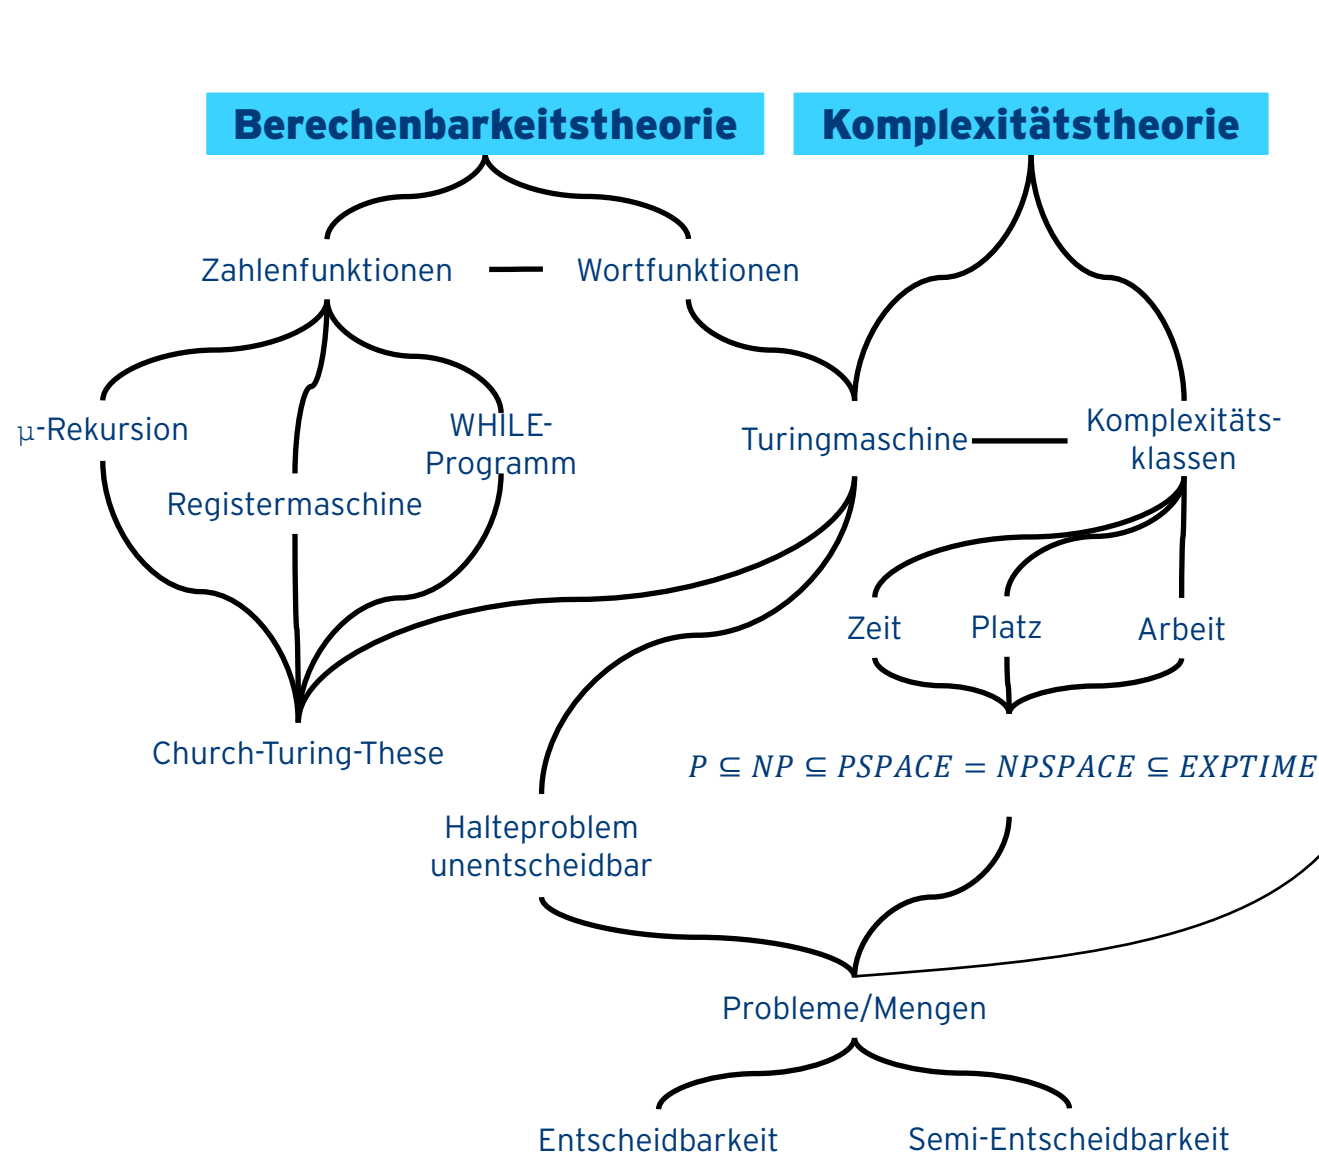 Berechenbarkeitstheorie
Komplexitätstheorie
Zahlenfunktionen
Wortfunktionen
µ-Rekursion
WHILE-
Programm
Registermaschine
Turingmaschine
Komplexitäts-
klassen
Zeit
Platz
Arbeit
Church-Turing-These
P ⊆ NP ⊆ PSPACE = NPSPACE ⊆ EXPTIME
Halteproblem
unentscheidbar
Probleme/Mengen
Entscheidbarkeit
Semi-Entscheidbarkeit